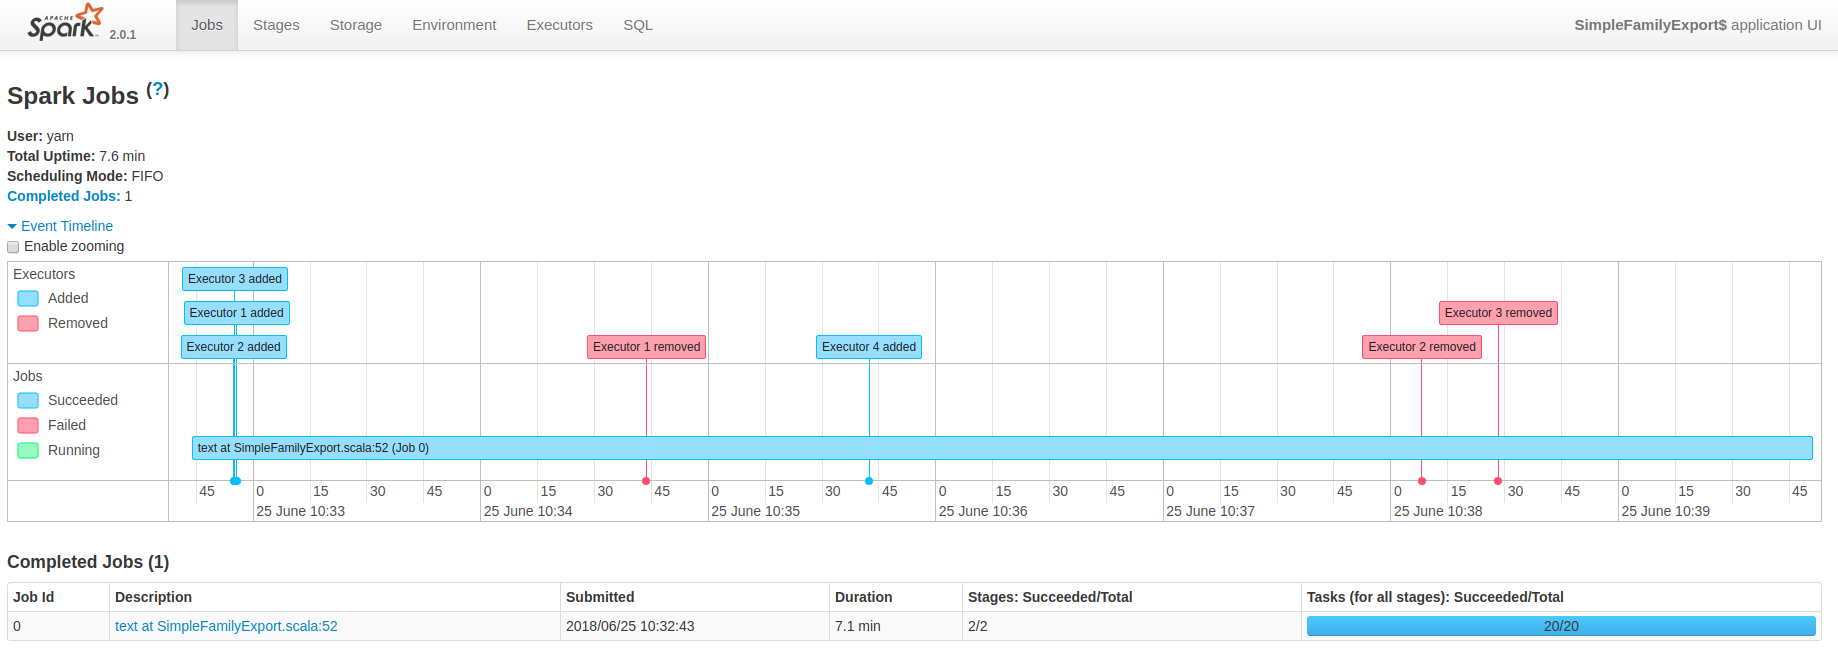 APACHE
Spark 2.0.1 Jobs Stages Storage Environment Executors SQL SimpleFamilyExport$ application UI
Spark Jobs (?)
User: yarn
Total Uptime: 7.6 min
Scheduling Mode: FIFO
Completed Jobs: 1
Event Timeline
Enable zooming
Executors
Added
Removed
Executor 3 added
Executor 1 added
Executor 2 added
Executor 1 removed
Executor 4 added
Executor 2 removed
Executor 3 removed
Jobs
Succeeded
Failed
Running
text at SimpleFamilyExport.scala:52 (Job 0)
45 0 15 30 45 0 15 30 45 0 15 30 45 0 15 30 45 0 15 30 45 0 15 30 45 0 15 30 45
25 June 10:33 25 June 10:34 25 June 10:35 25 June 10:36 25 June 10:37 25 June 10:38 25 June 10:39
Completed Jobs (1)
Job Id Description Submitted Duration Stages: Succeeded/Total Tasks (for all stages): Succeeded/Total
0 text at SimpleFamilyExport.scala:52 2018/06/25 10:32:43 7.1 min 2/2 20/20